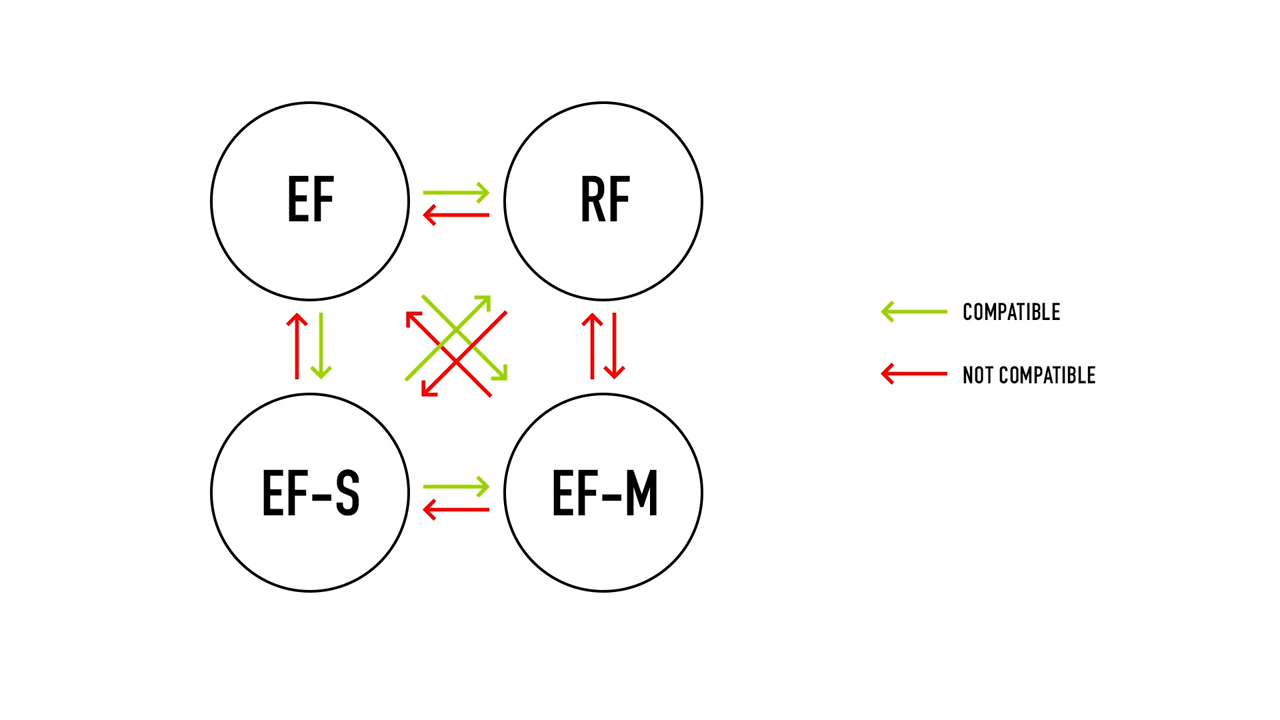 EF
RF
COMPATIBLE
NOT COMPATIBLE
EF-S
EF-M